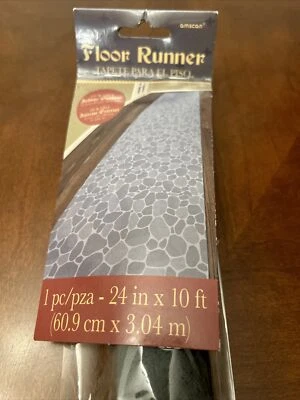 amscan
Floor Runner
TAPETE PARA EL PISO
1 pc/pza - 24 in x 10 ft
(60.9 cm x 3.04 m)